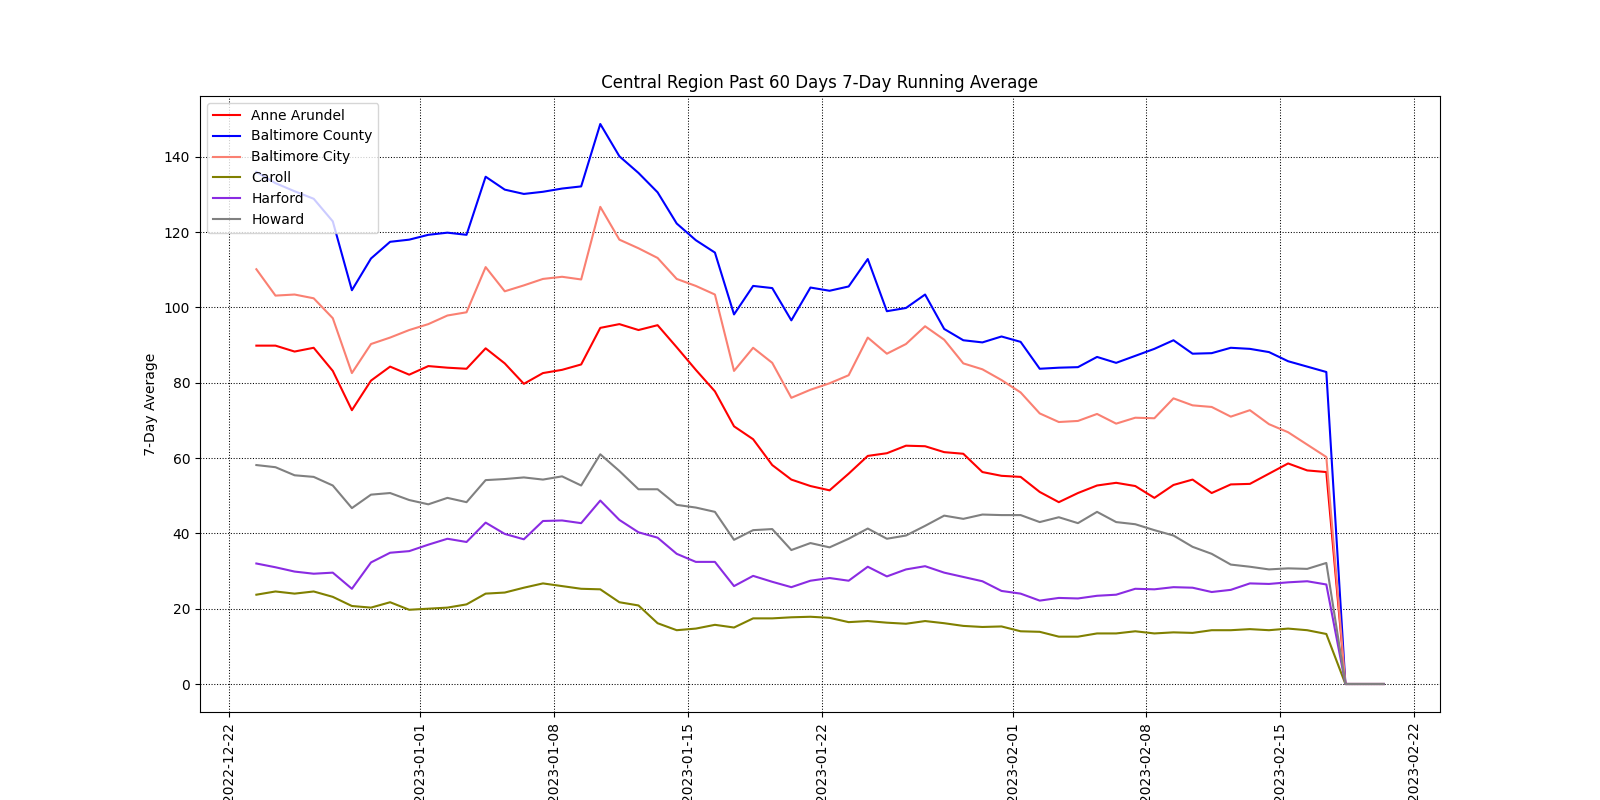 Central Region Past 60 Days 7-Day Running Average
Anne Arundel
Baltimore County
Baltimore City
Caroll
Harford
Howard
7-Day Average
140
120
100
80
60
40
20
0
2022-12-22
2023-01-01
2023-01-08
2023-01-15
2023-01-22
2023-02-01
2023-02-08
2023-02-15
2023-02-22